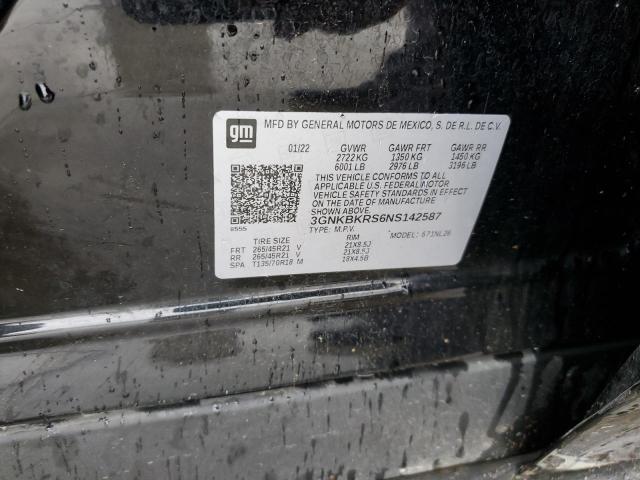 gm MFD BY GENERAL MOTORS DE MEXICO, S. DE R.L. DE C.V.
01/22 GVWR GAWR FRT GAWR RR
2722 KG 1350 KG 1450 KG
6001 LB 2976 LB 3196 LB
THIS VEHICLE CONFORMS TO ALL
APPLICABLE U.S. FEDERAL MOTOR
VEHICLE SAFETY STANDARDS IN EFFECT
ON THE DATE OF MANUFACTURE
SHOWN ABOVE.
3GNKBKRS6NS142587
TYPE: M.P.V. MODEL: 671NL26
TIRE SIZE RIM
FRT 265/45R21 V 21X8.5J
RR 265/45R21 V 21X8.5J
SPA T135/70R18 M 18X4.5B